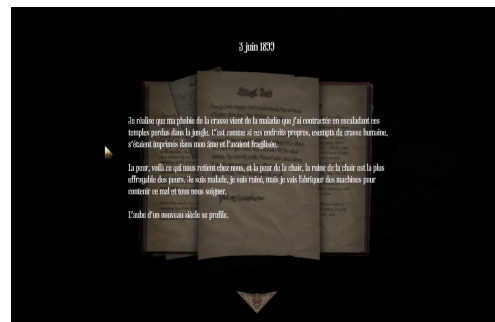 3 juin 1899
Je réalise que ma phobie de la crasse vient de la maladie que j'ai contractée en escaladant ces
temples perdus dans la jungle. C'est comme si ces endroits propres, exempts de crasse humaine,
s'étaient imprimés dans mon âme et l'avaient fragilisée.
La peur, voilà ce qui nous retient chez nous, et la peur de la chair, la ruine de la chair est la plus
effroyable des peurs. Je suis malade, je suis ruiné, mais je vais fabriquer des machines pour
contenir ce mal et tous nous soigner.
L'aube d'un nouveau siècle se profile.